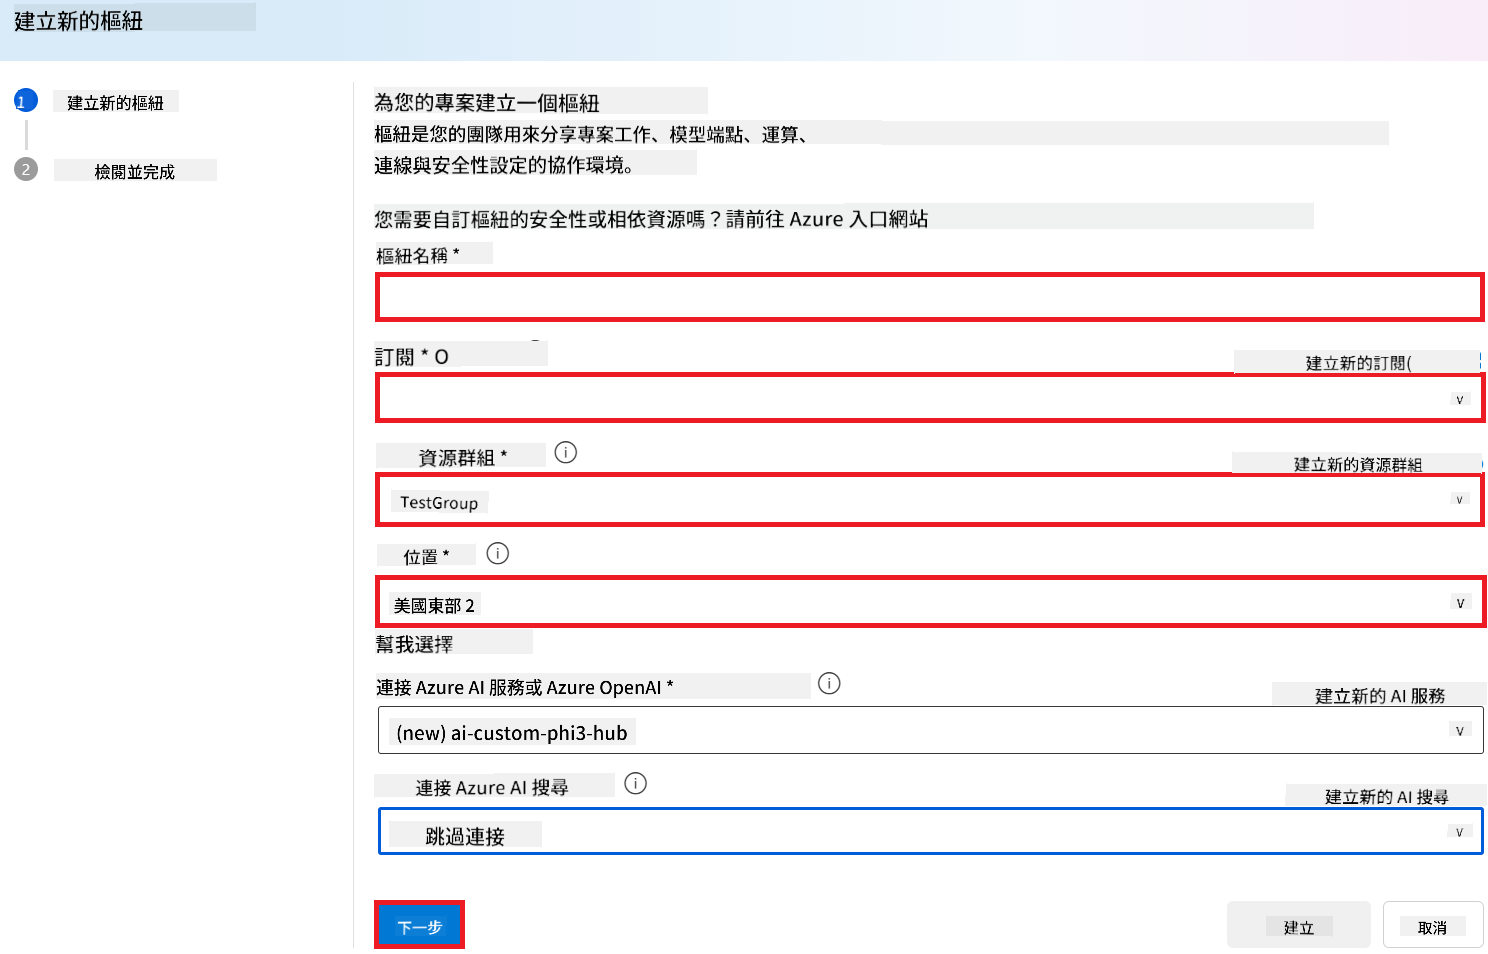 建立新的樞紐
1
建立新的樞紐
2
檢閱並完成
為您的專案建立一個樞紐
樞紐是您的團隊用來分享專案工作、模型端點、運算、
連線與安全性設定的協作環境。
您需要自訂樞紐的安全性或相依資源嗎？請前往 Azure 入口網站
樞紐名稱 *
訂閱 * O
建立新的訂閱(
v
資源群組 *
建立新的資源群組
TestGroup
v
位置 *
美國東部 2
v
幫我選擇
連接 Azure AI 服務或 Azure OpenAI *
建立新的 AI 服務
(new) ai-custom-phi3-hub
v
連接 Azure AI 搜尋
建立新的 AI 搜尋
跳過連接
v
下一步
建立
取消